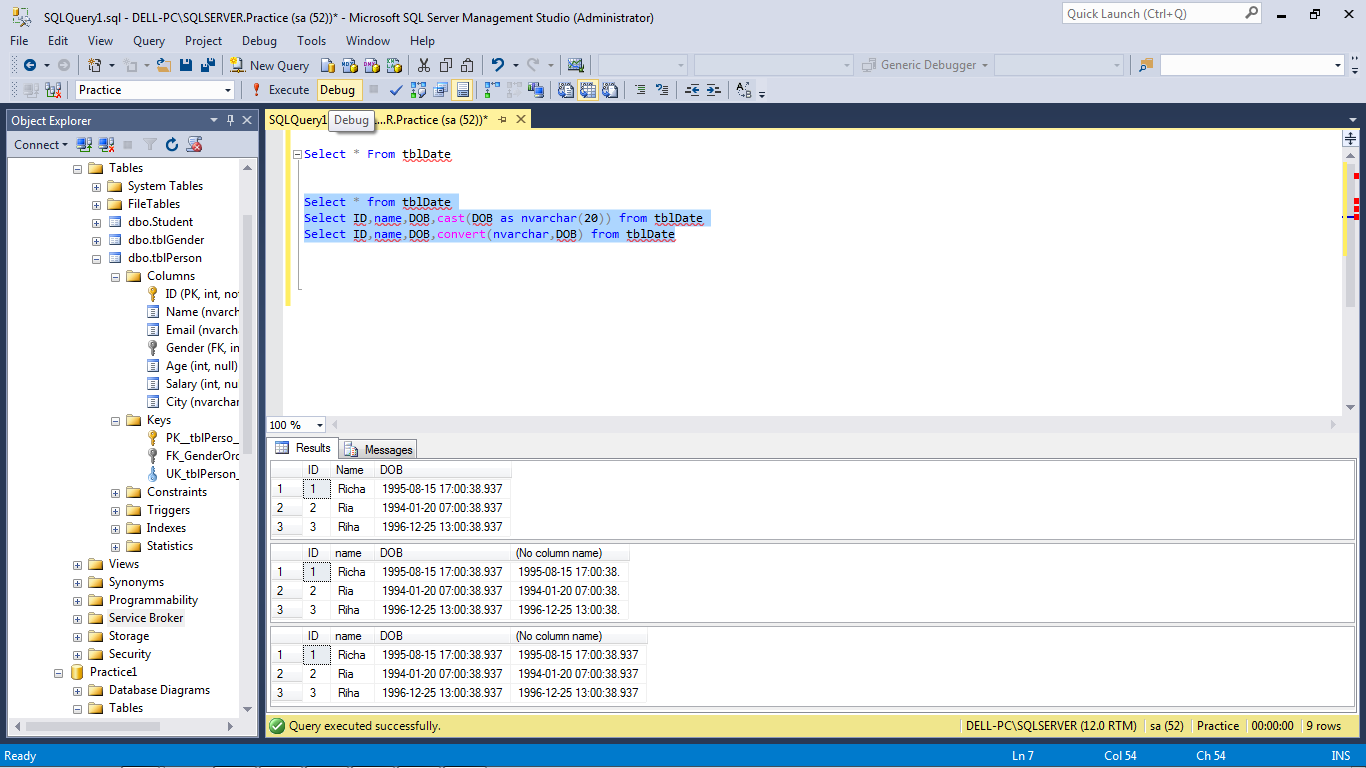 SQLQuery1.sql - DELL-PC\SQLSERVER.Practice (sa (52))* - Microsoft SQL Server Management Studio (Administrator)
Quick Launch (Ctrl+Q)
File Edit View Query Project Debug Tools Window Help
New Query
Generic Debugger
Practice
Execute Debug
Object Explorer
SQLQuery1
Debug
...R.Practice (sa (52))*
Connect
Tables
System Tables
FileTables
dbo.Student
dbo.tblGender
dbo.tblPerson
Columns
ID (PK, int, no
Name (nvarch
Email (nvarch
Gender (FK, in
Age (int, null)
Salary (int, nu
City (nvarchar
Keys
PK__tblPerso_
FK_GenderOrd
UK_tblPerson_
Constraints
Triggers
Indexes
Statistics
Views
Synonyms
Programmability
Service Broker
Storage
Security
Practice1
Database Diagrams
Tables
Select * From tblDate
Select * from tblDate
Select ID,name,DOB,cast(DOB as nvarchar(20)) from tblDate
Select ID,name,DOB,convert(nvarchar,DOB) from tblDate
100 %
Results Messages
ID Name DOB
1 1 Richa 1995-08-15 17:00:38.937
2 2 Ria 1994-01-20 07:00:38.937
3 3 Riha 1996-12-25 13:00:38.937
ID name DOB (No column name)
1 1 Richa 1995-08-15 17:00:38.937 1995-08-15 17:00:38.
2 2 Ria 1994-01-20 07:00:38.937 1994-01-20 07:00:38.
3 3 Riha 1996-12-25 13:00:38.937 1996-12-25 13:00:38.
ID name DOB (No column name)
1 1 Richa 1995-08-15 17:00:38.937 1995-08-15 17:00:38.937
2 2 Ria 1994-01-20 07:00:38.937 1994-01-20 07:00:38.937
3 3 Riha 1996-12-25 13:00:38.937 1996-12-25 13:00:38.937
Query executed successfully.
DELL-PC\SQLSERVER (12.0 RTM) sa (52) Practice 00:00:00 9 rows
Ready
Ln 7 Col 54 Ch 54 INS